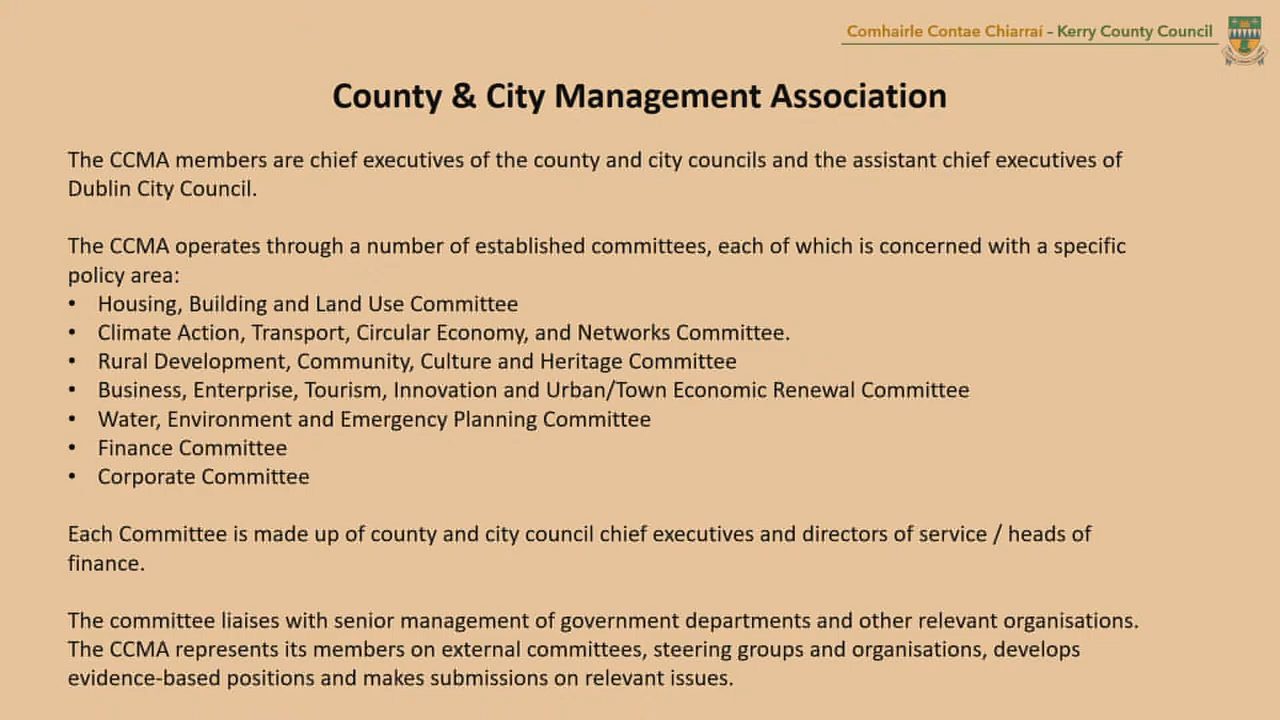 Comhairle Contae Chiarraí – Kerry County Council
County & City Management Association
The CCMA members are chief executives of the county and city councils and the assistant chief executives of
Dublin City Council.
The CCMA operates through a number of established committees, each of which is concerned with a specific
policy area:
• Housing, Building and Land Use Committee
• Climate Action, Transport, Circular Economy, and Networks Committee.
• Rural Development, Community, Culture and Heritage Committee
• Business, Enterprise, Tourism, Innovation and Urban/Town Economic Renewal Committee
• Water, Environment and Emergency Planning Committee
• Finance Committee
• Corporate Committee
Each Committee is made up of county and city council chief executives and directors of service / heads of
finance.
The committee liaises with senior management of government departments and other relevant organisations.
The CCMA represents its members on external committees, steering groups and organisations, develops
evidence-based positions and makes submissions on relevant issues.